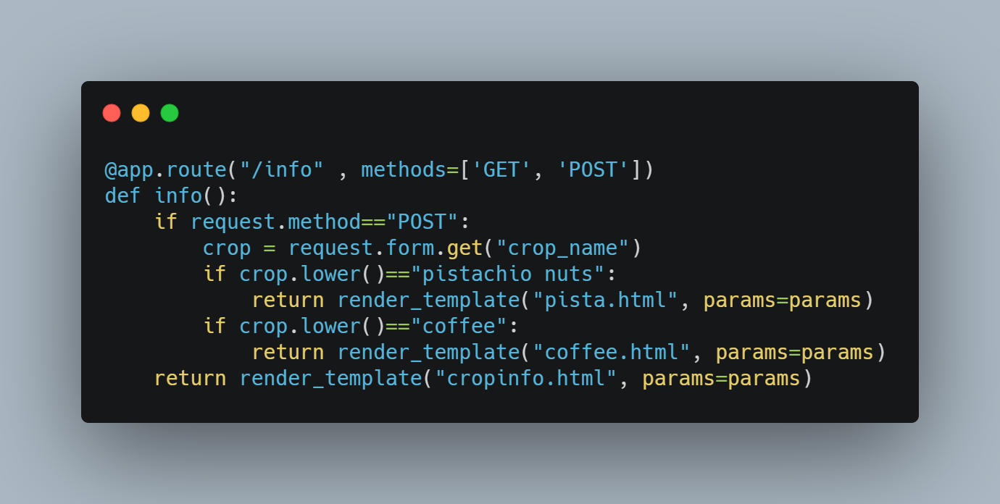 @app.route("/info" , methods=['GET', 'POST'])
def info():
    if request.method=="POST":
        crop = request.form.get("crop_name")
        if crop.lower()=="pistachio nuts":
            return render_template("pista.html", params=params)
        if crop.lower()=="coffee":
            return render_template("coffee.html", params=params)
    return render_template("cropinfo.html", params=params)